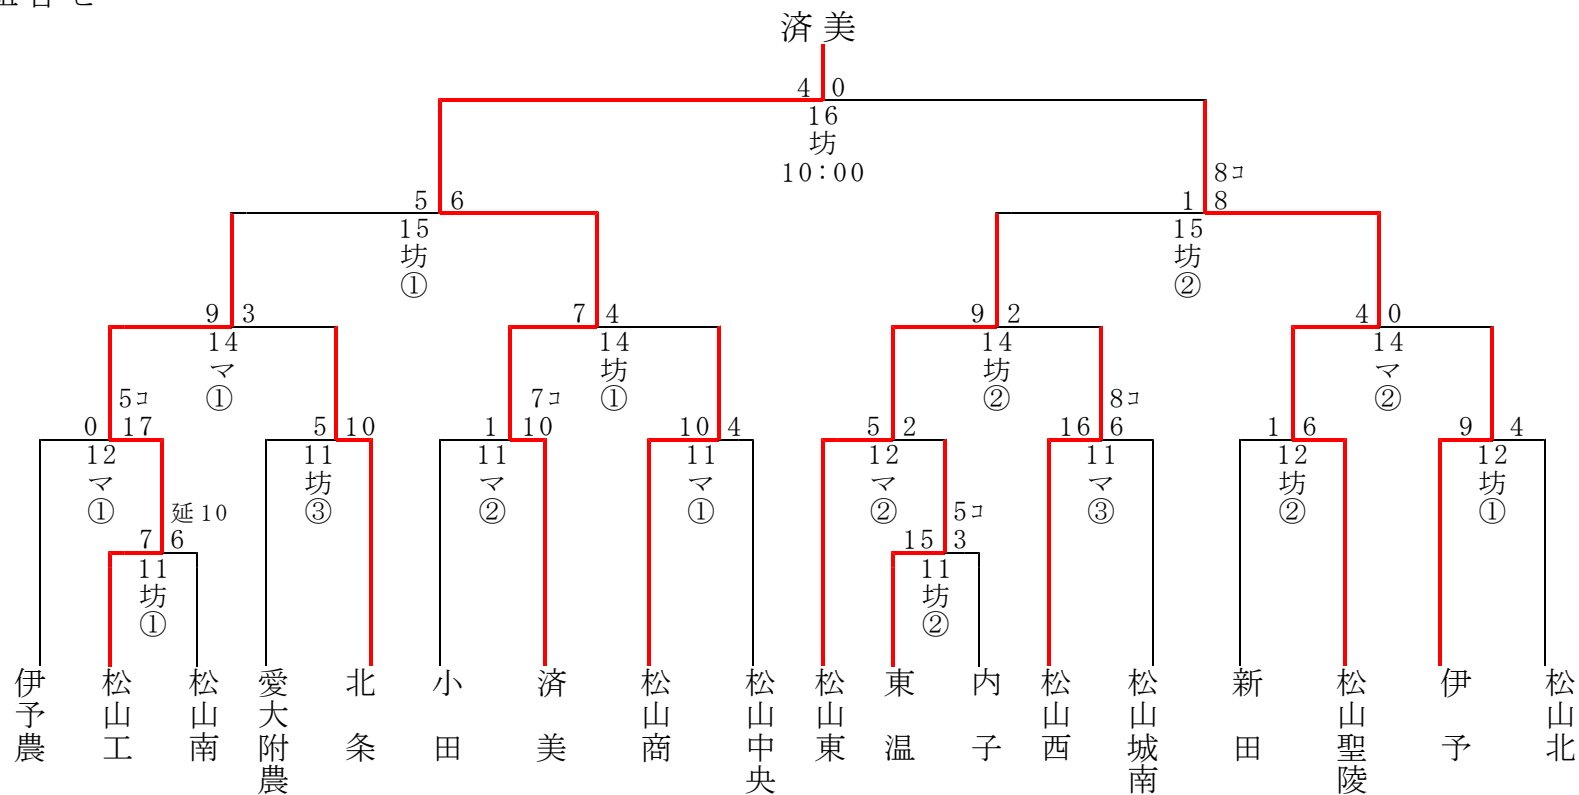 組合せ
済美
4 0
16
坊
10:00
8コ
5 6
1 8
15
坊
①
15
坊
②
9 3
7 4
9 2
4 0
14
マ
①
14
坊
①
14
坊
②
14
マ
②
5コ
7コ
8コ
0 17
5 10
1 10
10 4
5 2
16 6
1 6
9 4
12
マ
①
11
坊
③
11
マ
②
11
マ
①
12
マ
②
11
マ
③
12
坊
②
12
坊
①
延10
5コ
7 6
15 3
11
坊
①
11
坊
②
伊予農
松山工
松山南
愛大附農
北条
小田
済美
松山商
松山中央
松山東
東温
内子
松山西
松山城南
新田
松山聖陵
伊予
松山北